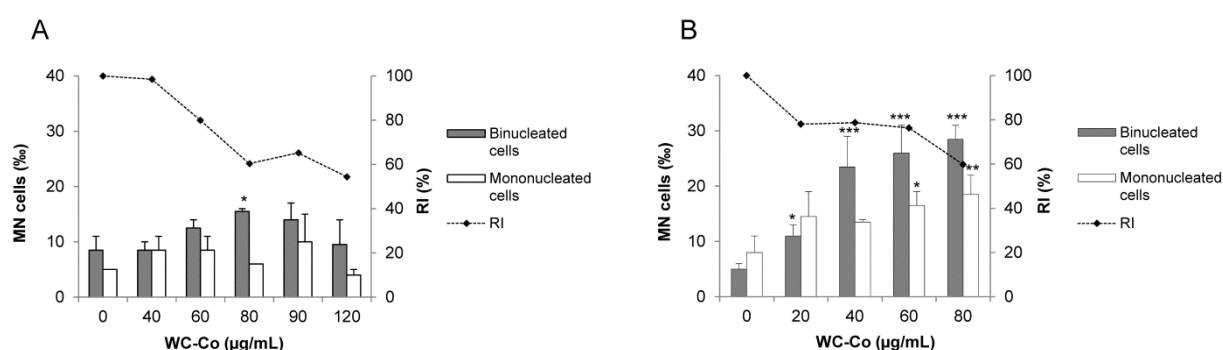 A
40
30
20
10
0
MN cells (‰)
100
80
60
40
20
0
RI (%)
0 40 60 80 90 120
WC-Co (µg/mL)
*
Binucleated
cells
Mononucleated
cells
RI
B
40
30
20
10
0
MN cells (‰)
100
80
60
40
20
0
RI (%)
0 20 40 60 80
WC-Co (µg/mL)
*
***
***
*
***
**
Binucleated
cells
Mononucleated
cells
RI